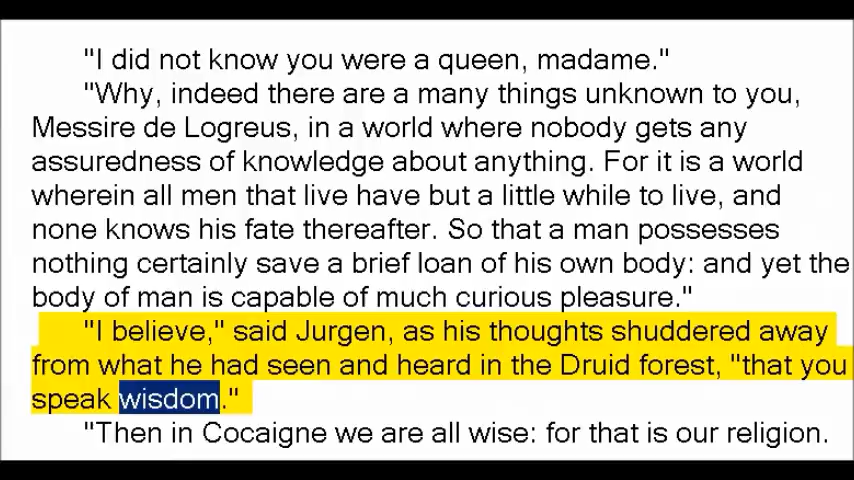 "I did not know you were a queen, madame."
"Why, indeed there are a many things unknown to you,
Messire de Logreus, in a world where nobody gets any
assuredness of knowledge about anything. For it is a world
wherein all men that live have but a little while to live, and
none knows his fate thereafter. So that a man possesses
nothing certainly save a brief loan of his own body: and yet the
body of man is capable of much curious pleasure."
"I believe," said Jurgen, as his thoughts shuddered away
from what he had seen and heard in the Druid forest, "that you
speak wisdom."
"Then in Cocaigne we are all wise: for that is our religion.